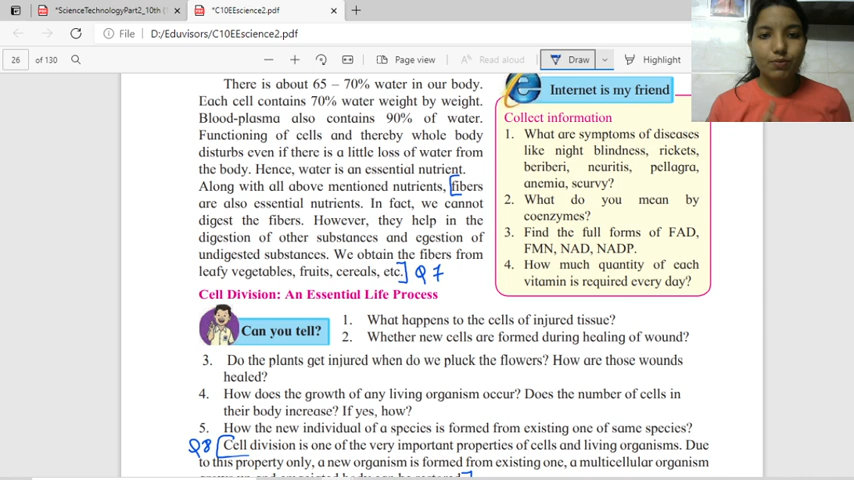 *ScienceTechnologyPart2_10th (
*C10EEscience2.pdf
File
D:/Eduvisors/C10EEscience2.pdf
26
of 130
Page view
Read aloud
Draw
Highlight
There is about 65 – 70% water in our body.
Each cell contains 70% water weight by weight.
Blood-plasma also contains 90% of water.
Functioning of cells and thereby whole body
disturbs even if there is a little loss of water from
the body. Hence, water is an essential nutrient.
Along with all above mentioned nutrients, fibers
are also essential nutrients. In fact, we cannot
digest the fibers. However, they help in the
digestion of other substances and egestion of
undigested substances. We obtain the fibers from
leafy vegetables, fruits, cereals, etc. Q7
Internet is my friend
Collect information
1. What are symptoms of diseases
like night blindness, rickets,
beriberi, neuritis, pellagra,
anemia, scurvy?
2. What do you mean by
coenzymes?
3. Find the full forms of FAD,
FMN, NAD, NADP.
4. How much quantity of each
vitamin is required every day?
Cell Division: An Essential Life Process
Can you tell?
1. What happens to the cells of injured tissue?
2. Whether new cells are formed during healing of wound?
3. Do the plants get injured when do we pluck the flowers? How are those wounds
healed?
4. How does the growth of any living organism occur? Does the number of cells in
their body increase? If yes, how?
5. How the new individual of a species is formed from existing one of same species?
Q8 Cell division is one of the very important properties of cells and living organisms. Due
to this property only, a new organism is formed from existing one, a multicellular organism